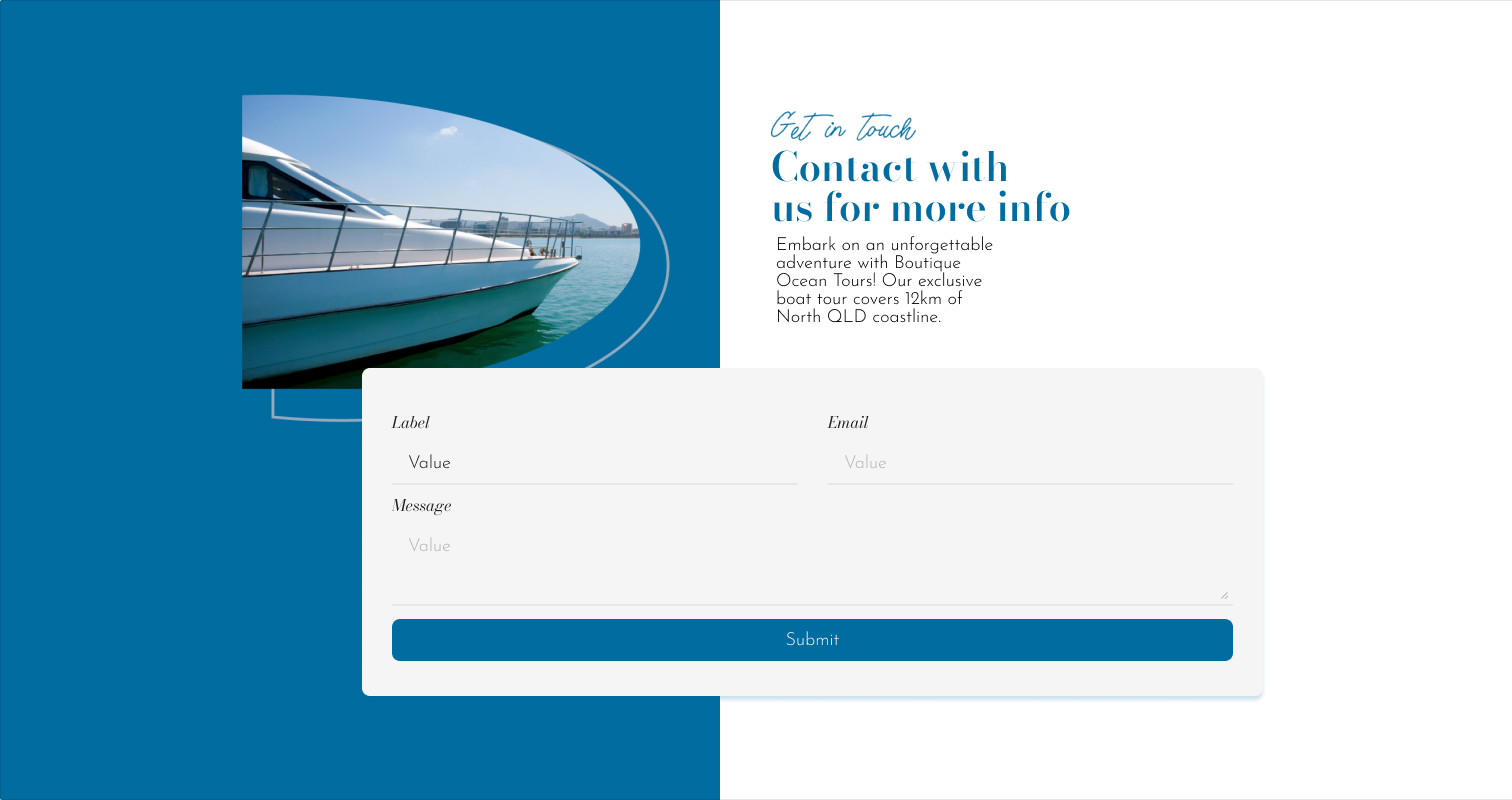 Get in touch
Contact with
us for more info
Embark on an unforgettable
adventure with Boutique
Ocean Tours! Our exclusive
boat tour covers 12km of
North QLD coastline.
Label
Email
Value
Value
Message
Value
Submit